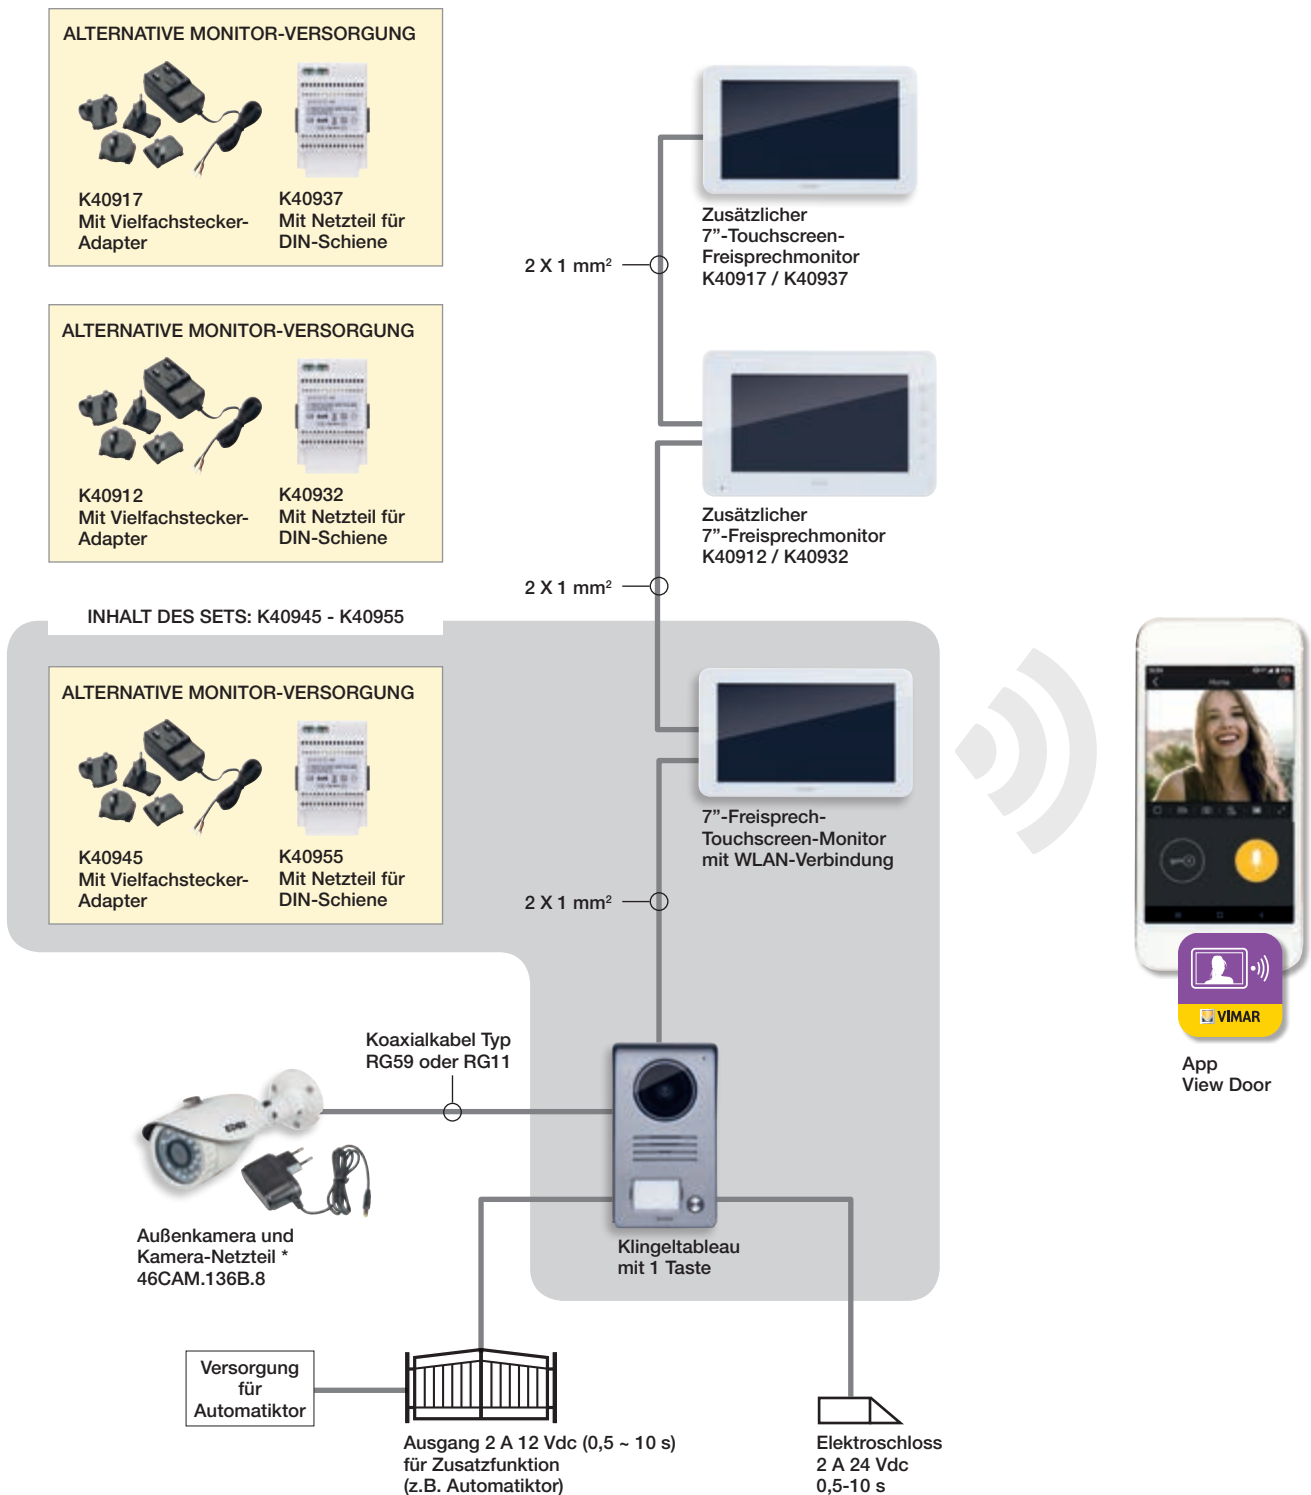 ALTERNATIVE MONITOR-VERSORGUNG
K40917
Mit Vielfachstecker-
Adapter
K40937
Mit Netzteil für
DIN-Schiene
Zusätzlicher
7”-Touchscreen-
Freisprechmonitor
K40917 / K40937
2 X 1 mm²
ALTERNATIVE MONITOR-VERSORGUNG
K40912
Mit Vielfachstecker-
Adapter
K40932
Mit Netzteil für
DIN-Schiene
Zusätzlicher
7”-Freisprechmonitor
K40912 / K40932
2 X 1 mm²
INHALT DES SETS: K40945 - K40955
ALTERNATIVE MONITOR-VERSORGUNG
K40945
Mit Vielfachstecker-
Adapter
K40955
Mit Netzteil für
DIN-Schiene
7”-Freisprech-
Touchscreen-Monitor
mit WLAN-Verbindung
2 X 1 mm²
Home
VIMAR
App
View Door
Koaxialkabel Typ
RG59 oder RG11
Außenkamera und
Kamera-Netzteil *
46CAM.136B.8
Klingeltableau
mit 1 Taste
Versorgung
für
Automatiktor
Ausgang 2 A 12 Vdc (0,5 ~ 10 s)
für Zusatzfunktion
(z.B. Automatiktor)
Elektroschloss
2 A 24 Vdc
0,5-10 s